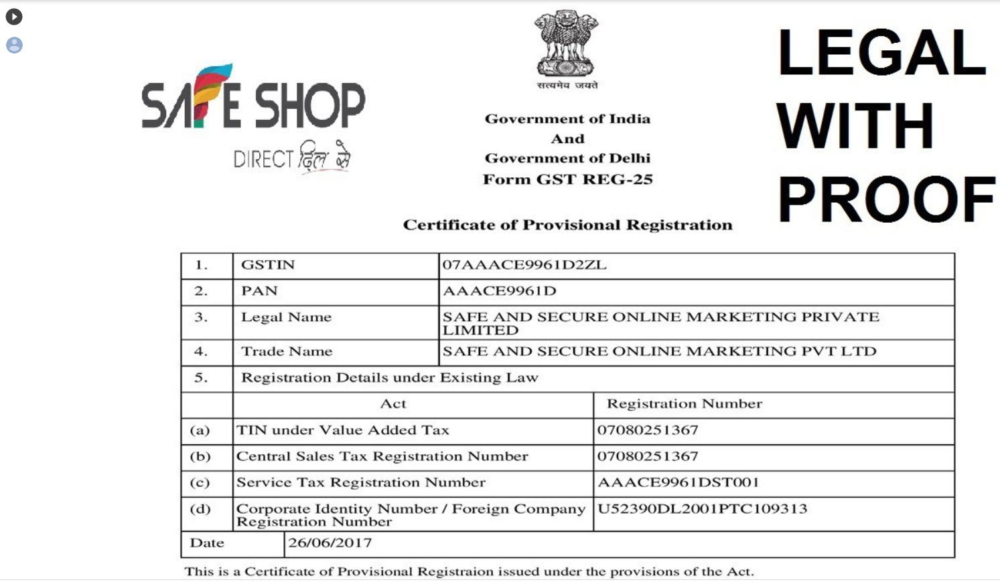 SAFE SHOP
DIRECT दिल से
सत्यमेव जयते
Government of India
And
Government of Delhi
Form GST REG-25
Certificate of Provisional Registration
LEGAL
WITH
PROOF
1. GSTIN 07AAACE9961D2ZL
2. PAN AAACE9961D
3. Legal Name SAFE AND SECURE ONLINE MARKETING PRIVATE
LIMITED
4. Trade Name SAFE AND SECURE ONLINE MARKETING PVT LTD
5. Registration Details under Existing Law
Act Registration Number
(a) TIN under Value Added Tax 07080251367
(b) Central Sales Tax Registration Number 07080251367
(c) Service Tax Registration Number AAACE9961DST001
(d) Corporate Identity Number / Foreign Company U52390DL2001PTC109313
Registration Number
Date 26/06/2017
This is a Certificate of Provisional Registraion issued under the provisions of the Act.